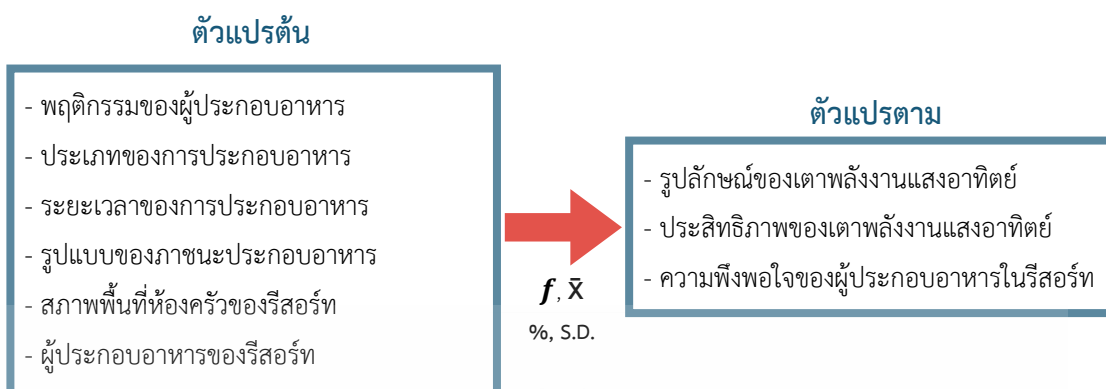 ตัวแปรต้น
- พฤติกรรมของผู้ประกอบอาหาร
- ประเภทของการประกอบอาหาร
- ระยะเวลาของการประกอบอาหาร
- รูปแบบของภาชนะประกอบอาหาร
- สภาพพื้นที่ห้องครัวของรีสอร์ท
- ผู้ประกอบอาหารของรีสอร์ท
f, x̄
%, S.D.
ตัวแปรตาม
- รูปลักษณ์ของเตาพลังงานแสงอาทิตย์
- ประสิทธิภาพของเตาพลังงานแสงอาทิตย์
- ความพึงพอใจของผู้ประกอบอาหารในรีสอร์ท